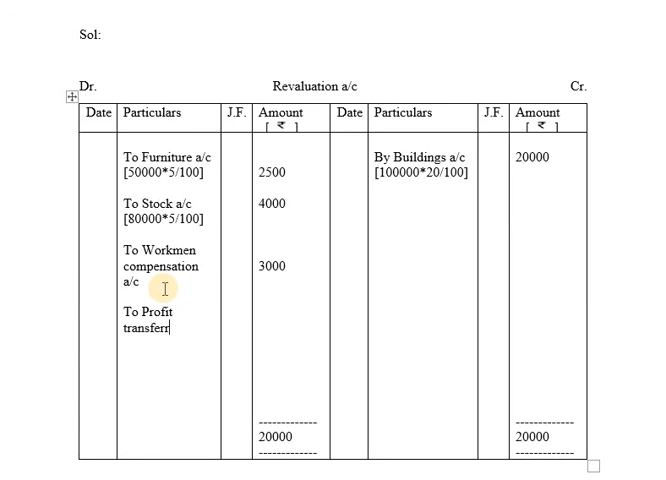 Sol:
Dr. Revaluation a/c Cr.
Date Particulars J.F. Amount Date Particulars J.F. Amount
[ ₹ ] [ ₹ ]
To Furniture a/c By Buildings a/c 20000
[50000*5/100] 2500 [100000*20/100]
To Stock a/c 4000
[80000*5/100]
To Workmen
compensation 3000
a/c
To Profit
transferr
------------- -------------
20000 20000
------------- -------------